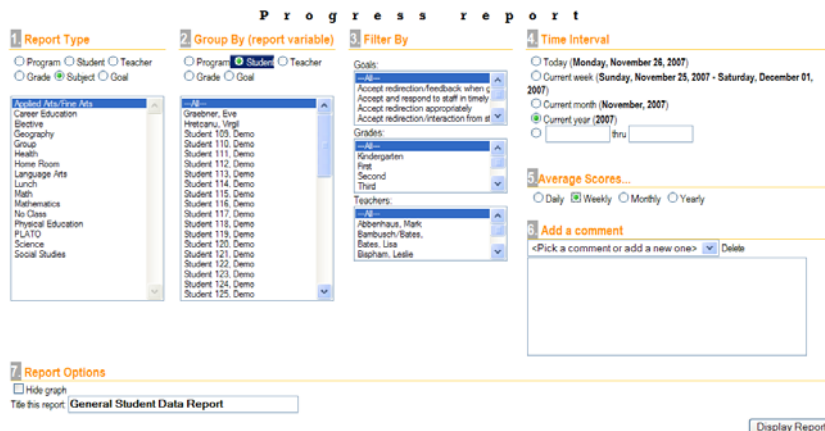 Progress report
1. Report Type
Program Student Teacher
Grade Subject Goal
Applied Arts/Fine Arts
Career Education
Elective
Geography
Group
Health
Home Room
Language Arts
Lunch
Math
Mathematics
No Class
Physical Education
PLATO
Science
Social Studies
2. Group By (report variable)
Program Student Teacher
Grade Goal
---All---
Graebner, Eve
Hretcanu, Virgil
Student 109, Demo
Student 110, Demo
Student 111, Demo
Student 112, Demo
Student 113, Demo
Student 114, Demo
Student 115, Demo
Student 116, Demo
Student 117, Demo
Student 118, Demo
Student 119, Demo
Student 120, Demo
Student 121, Demo
Student 122, Demo
Student 123, Demo
Student 124, Demo
Student 125, Demo
3. Filter By
Goals:
---All---
Accept redirection/feedback when g
Accept and respond to staff in timely
Accept redirection appropriately
Accept redirection/interaction from st
Grades:
---All---
Kindergarten
First
Second
Third
Teachers:
---All---
Abbenhaus, Mark
Bambusch/Bates,
Bates, Lisa
Bispham, Leslie
4. Time Interval
Today (Monday, November 26, 2007)
Current week (Sunday, November 25, 2007 - Saturday, December 01,
2007)
Current month (November, 2007)
Current year (2007)
thru
5. Average Scores...
Daily Weekly Monthly Yearly
6. Add a comment
<Pick a comment or add a new one> Delete
7. Report Options
Hide graph
Title this report: General Student Data Report
Display Report